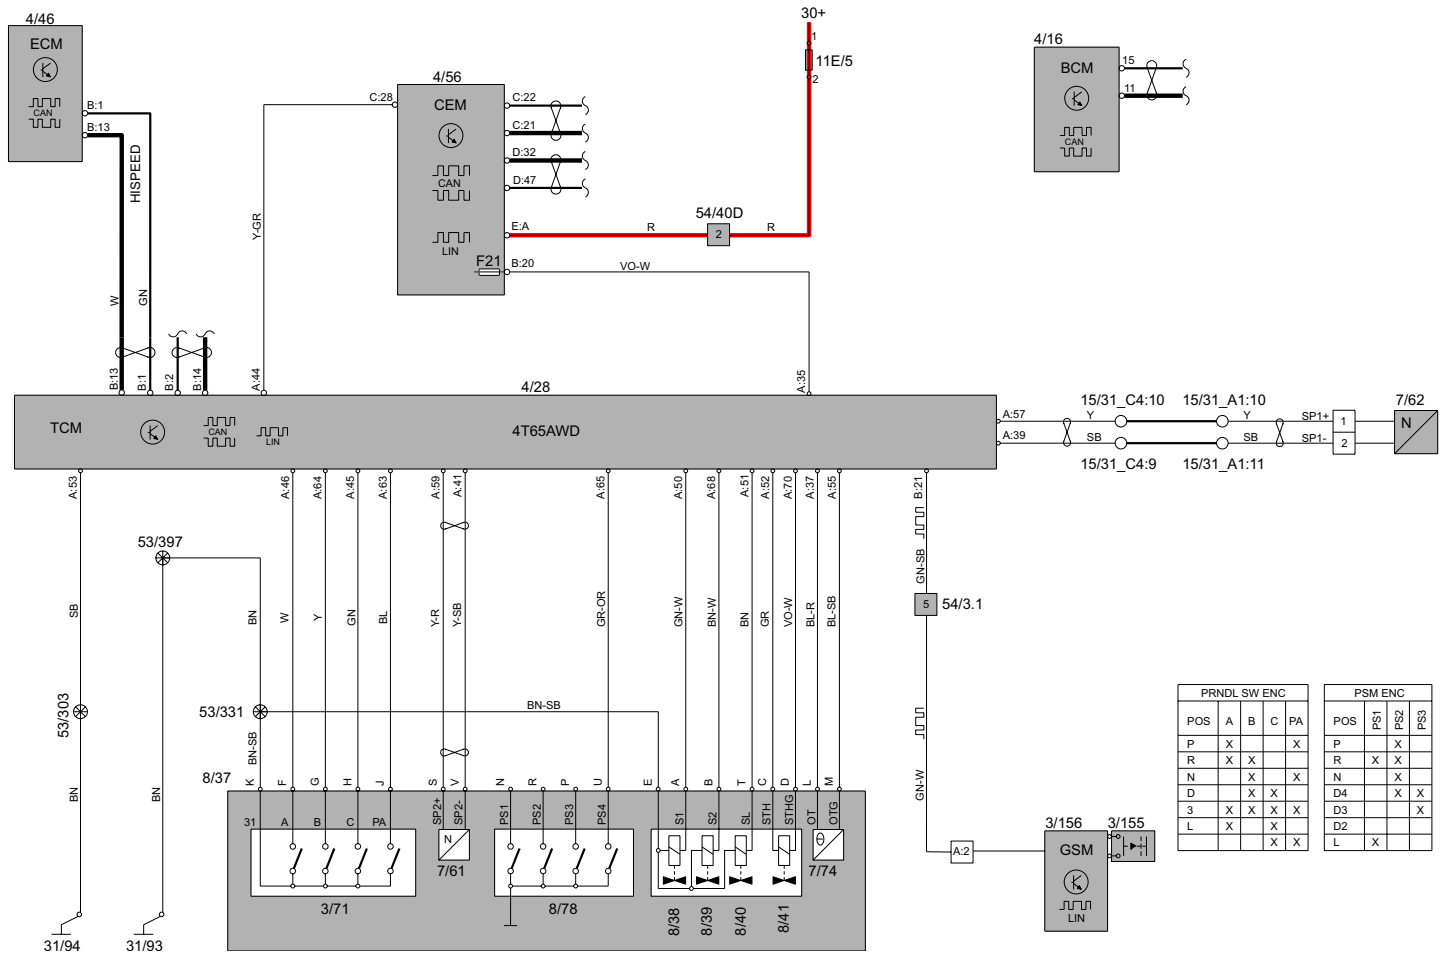 4/46
ECM
CAN
B:1
B:13
HISPEED
W
GN
B:13
B:1
B:2
B:14
Y-GR
A:44
C:28
4/56
CEM
CAN
LIN
F21
C:22
C:21
D:32
D:47
E:A
B:20
R
54/40D
2
R
VO-W
30+
1
11E/5
2
4/16
BCM
CAN
15
11
A:35
4/28
TCM
CAN
LIN
4T65AWD
A:57
A:39
Y
SB
15/31_C4:10
15/31_A1:10
15/31_C4:9
15/31_A1:11
Y
SB
SP1+
SP1-
1
2
7/62
N
A:53
A:46
A:64
A:45
A:63
A:59
A:41
A:65
A:50
A:68
A:51
A:52
A:70
A:37
A:55
B:21
53/397
SB
BN
W
Y
GN
BL
Y-R
Y-SB
GR-OR
GN-W
BN-W
BN
GR
VO-W
BL-R
BL-SB
GN-SB
5
54/3.1
53/303
53/331
BN-SB
BN-SB
BN
BN
GN-W
8/37
K
F
G
H
J
S
V
N
R
P
U
E
A
B
T
C
D
L
M
31
A
B
C
PA
SP2+
SP2-
PS1
PS2
PS3
PS4
S1
S2
SL
STH
STHG
OT
OTG
N
7/61
3/71
8/78
8/38
8/39
8/40
8/41
7/74
31/94
31/93
A:2
3/156
GSM
LIN
3/155
PRNDL SW ENC
POS A B C PA
P X X
R X X
N X X
D X X
3 X X X X
L X X
X X
PSM ENC
POS PS1 PS2 PS3
P X
R X X
N X
D4 X X
D3 X
D2
L X